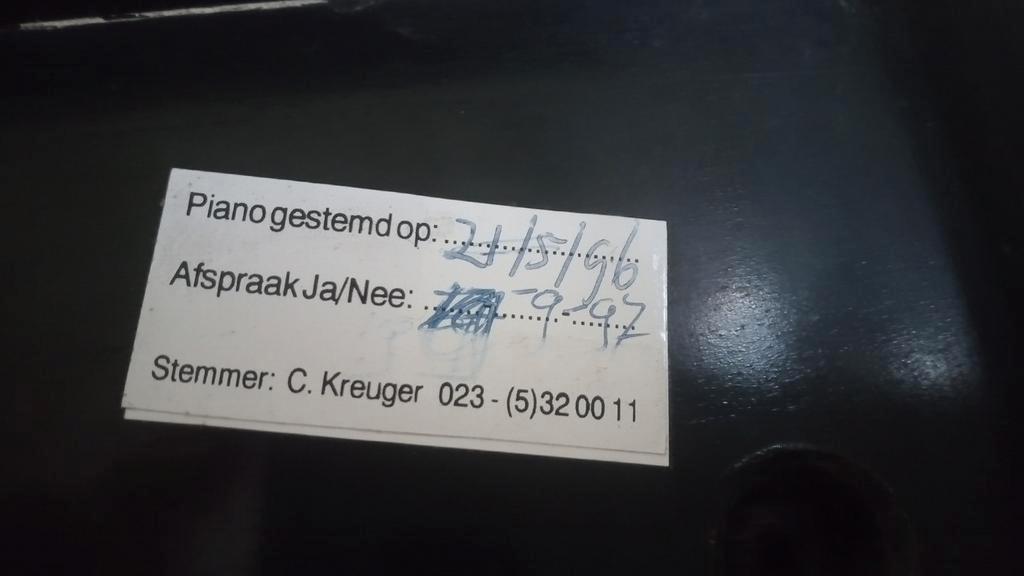 Piano gestemd op: 21/5/96
Afspraak Ja/Nee: -9-97
Stemmer: C. Kreuger 023 - (5)32 00 11